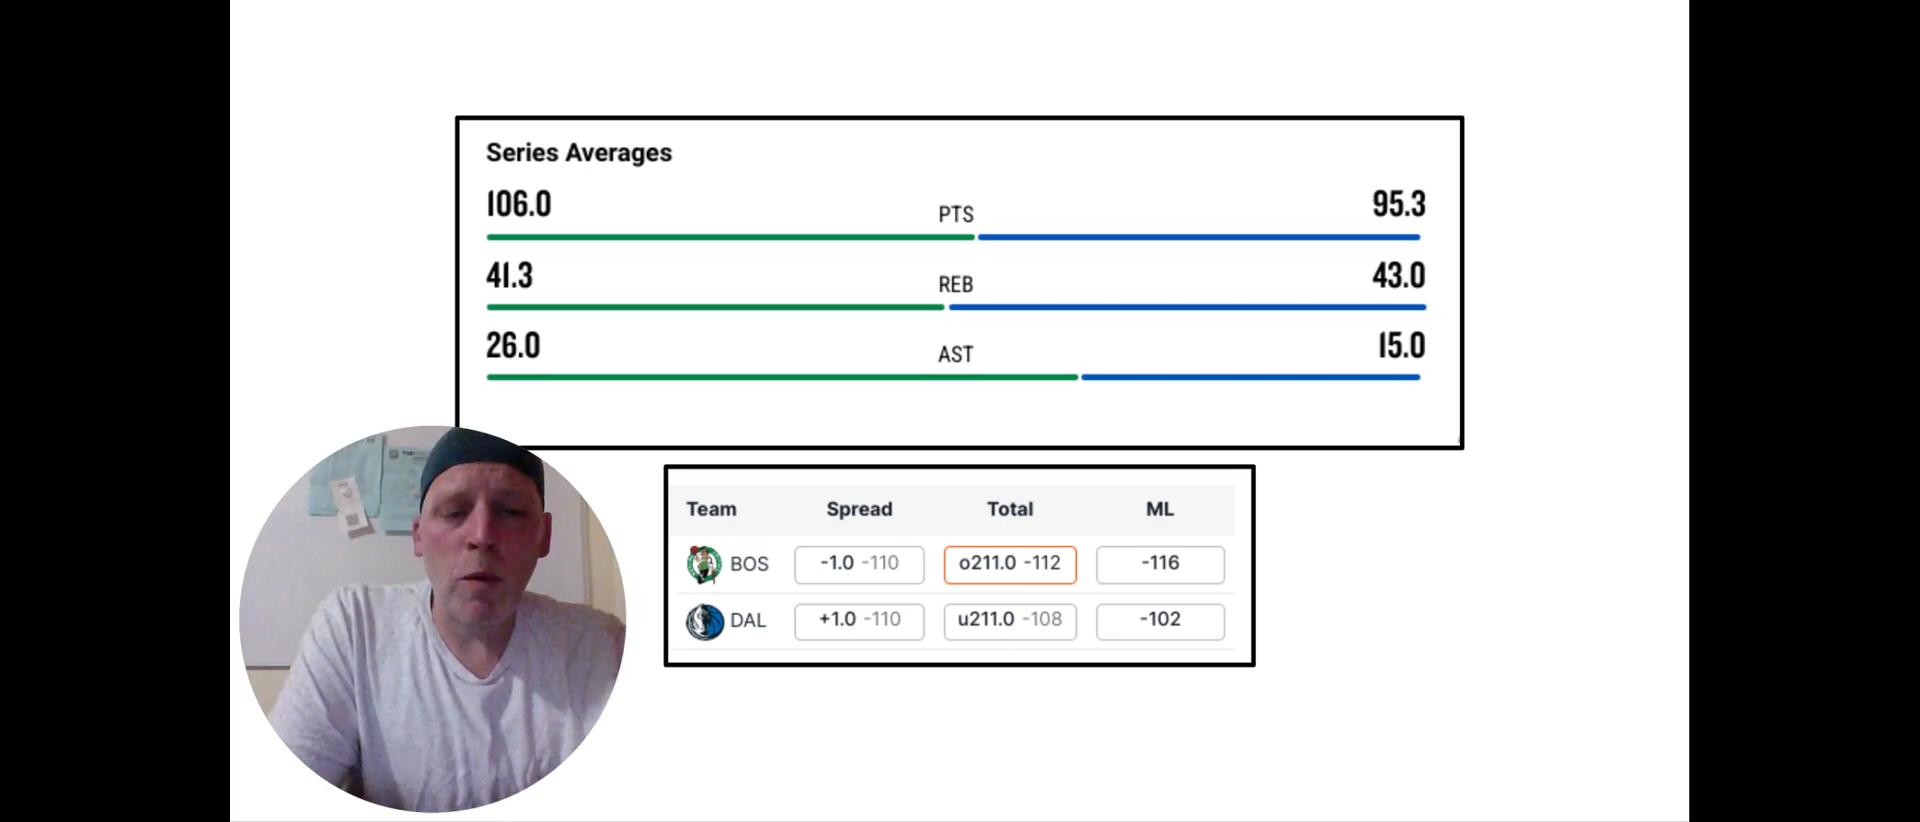 Series Averages
106.0 PTS 95.3
41.3 REB 43.0
26.0 AST 15.0
Team Spread Total ML
BOS -1.0 -110 o211.0 -112 -116
DAL +1.0 -110 u211.0 -108 -102